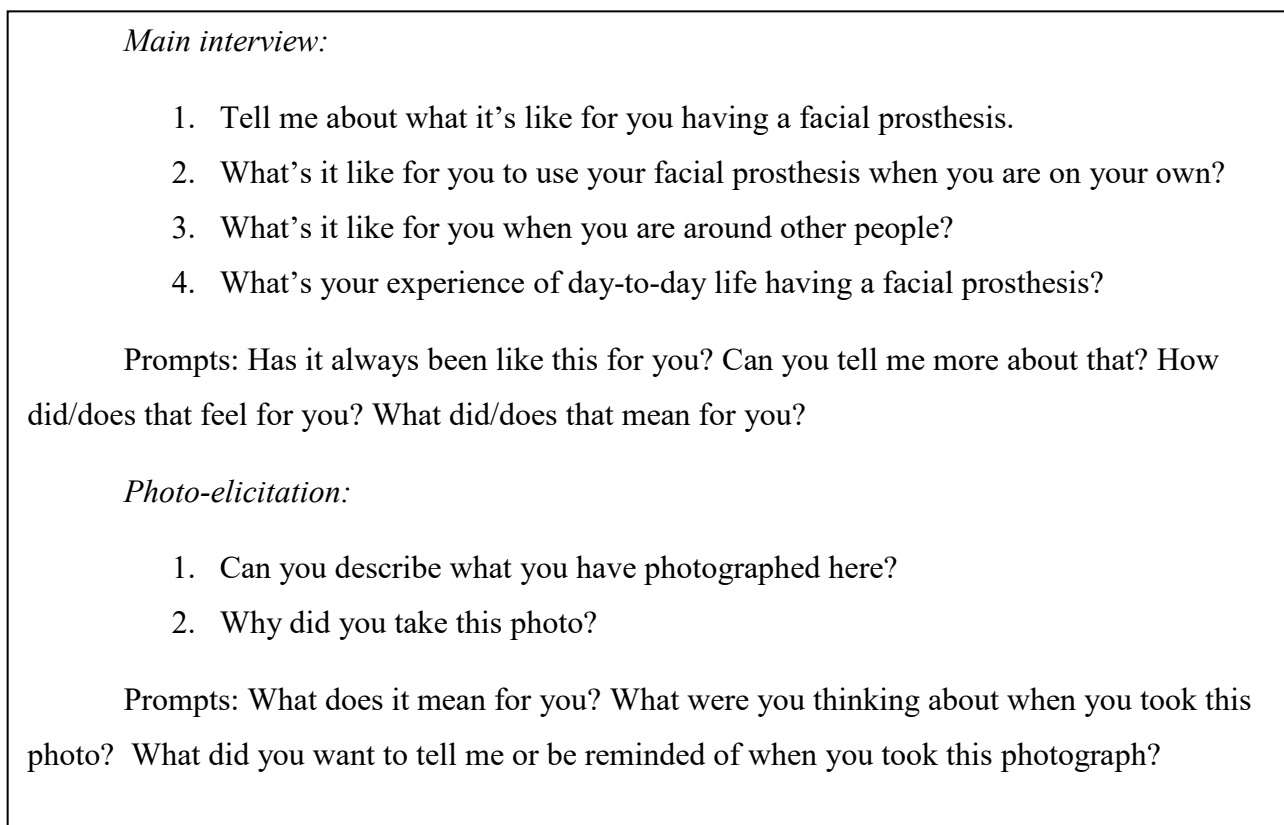 Main interview:
1. Tell me about what it’s like for you having a facial prosthesis.
2. What’s it like for you to use your facial prosthesis when you are on your own?
3. What’s it like for you when you are around other people?
4. What’s your experience of day-to-day life having a facial prosthesis?
Prompts: Has it always been like this for you? Can you tell me more about that? How
did/does that feel for you? What did/does that mean for you?
Photo-elicitation:
1. Can you describe what you have photographed here?
2. Why did you take this photo?
Prompts: What does it mean for you? What were you thinking about when you took this
photo?  What did you want to tell me or be reminded of when you took this photograph?